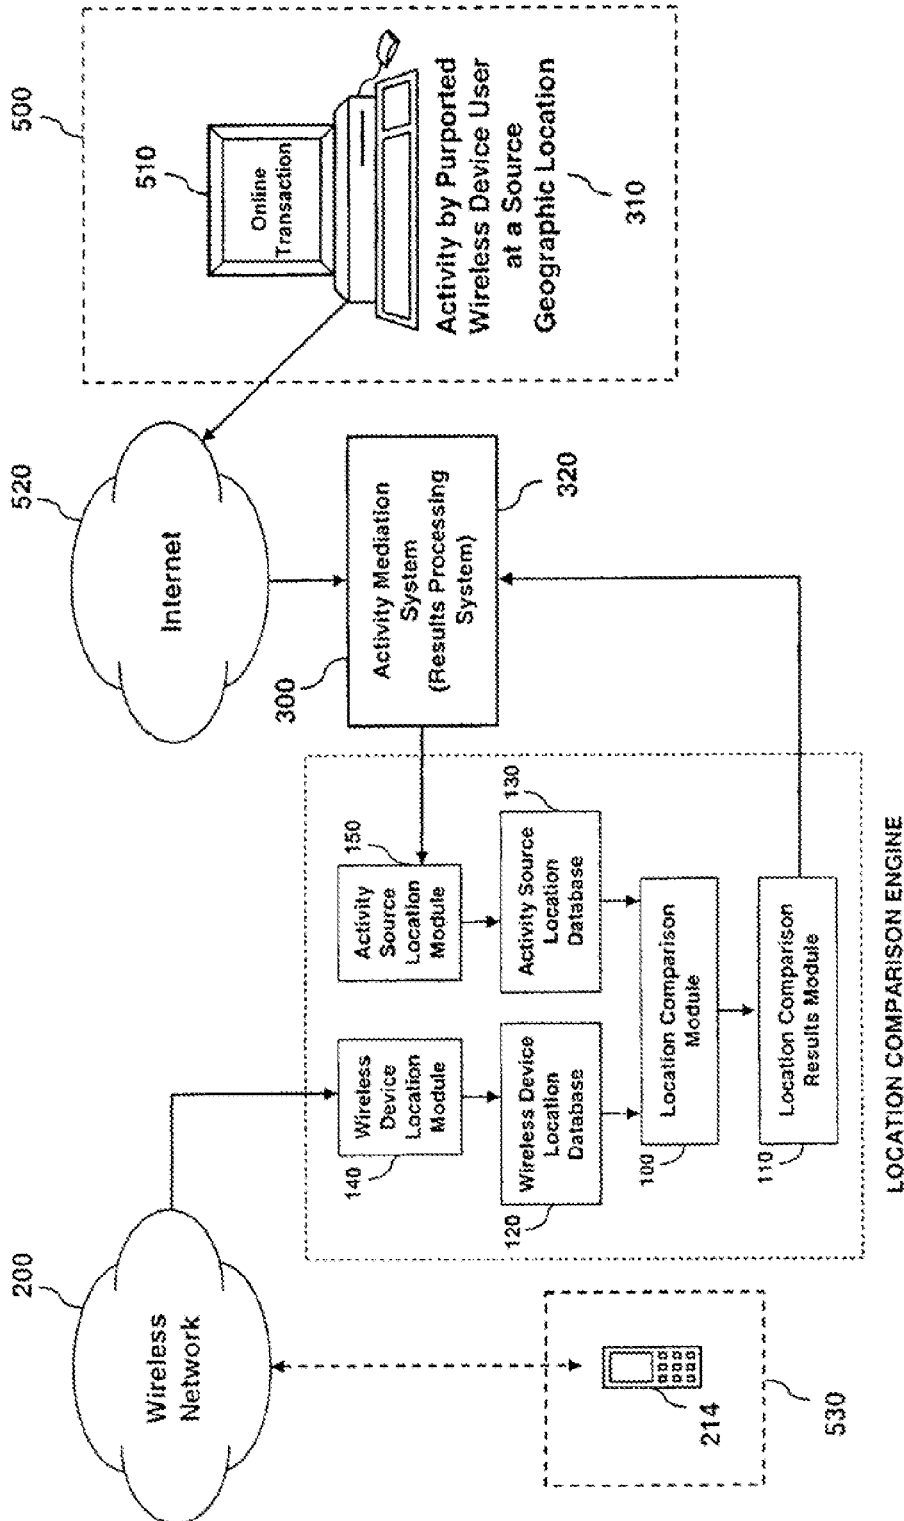 200
520
500
Wireless
Network
Internet
510
Online
Transaction
Activity by Purported
Wireless Device User
at a Source
Geographic Location
310
300
Activity Mediation
System
(Results Processing
System)
320
Wireless
Device
Location
Module
140
Activity
Source
Location
Module
150
Wireless Device
Location
Database
120
Activity Source
Location
Database
130
Location Comparison
Module
100
Location Comparison
Results Module
110
214
530
LOCATION COMPARISON ENGINE